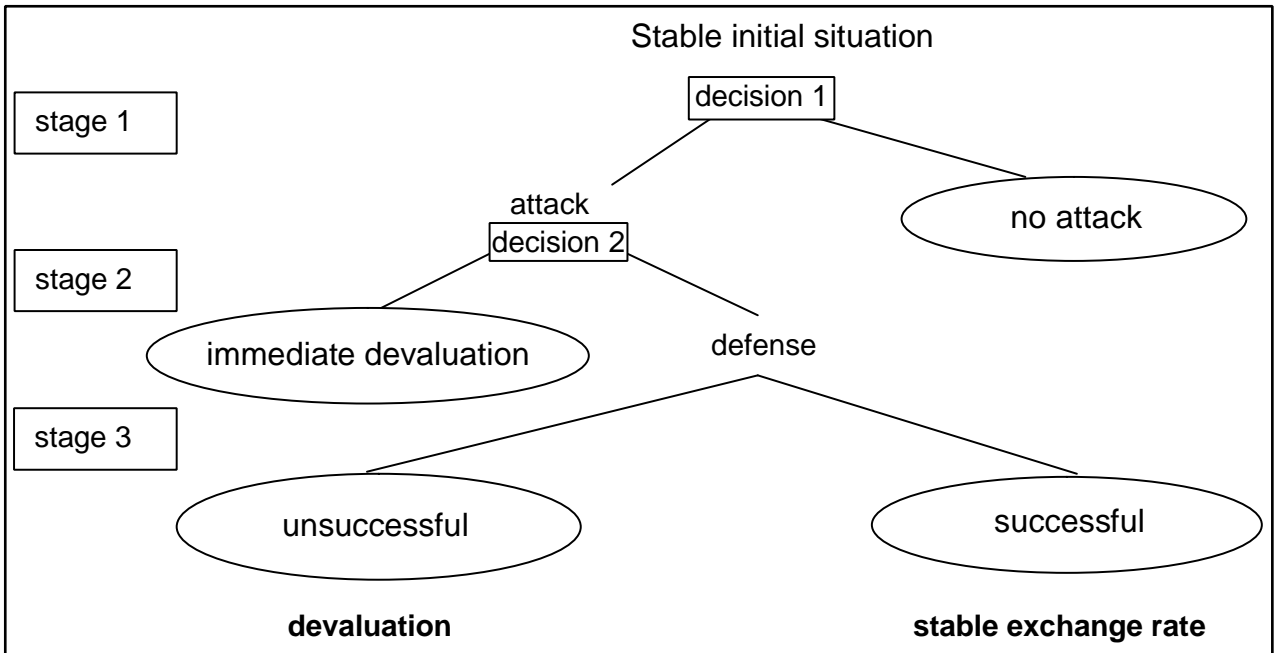 Stable initial situation
decision 1
stage 1
attack
no attack
decision 2
stage 2
immediate devaluation
defense
stage 3
unsuccessful
successful
devaluation
stable exchange rate